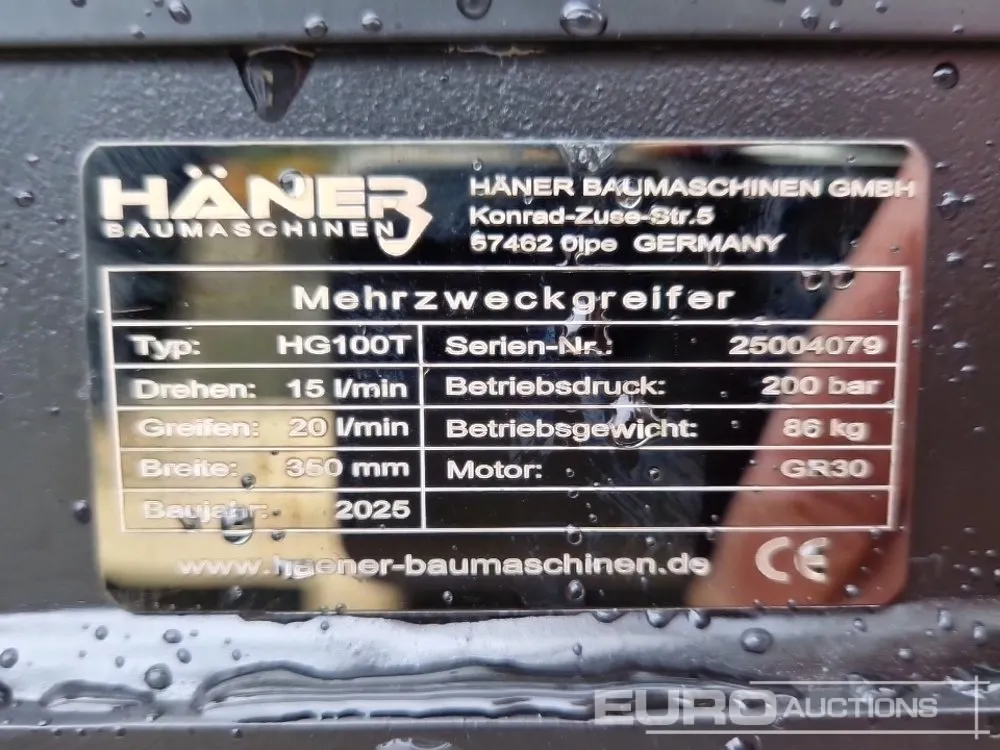 HÄNER
BAUMASCHINEN
HÄNER BAUMASCHINEN GMBH
Konrad-Zuse-Str.5
57462 Olpe GERMANY
Mehrzweckgreifer
Typ: HG100T Serien-Nr.: 25004079
Drehen: 15 l/min Betriebsdruck: 200 bar
Greifen: 20 l/min Betriebsgewicht: 86 kg
Breite: 350 mm Motor: GR30
Baujahr: 2025
www.haener-baumaschinen.de CE
EURO AUCTIONS